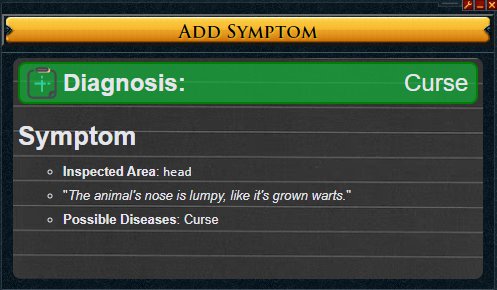 Add Symptom
Diagnosis: Curse
Symptom
Inspected Area: head
"The animal's nose is lumpy, like it's grown warts."
Possible Diseases: Curse